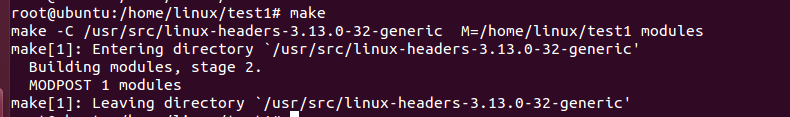 root@ubuntu:/home/linux/test1# make
make -C /usr/src/linux-headers-3.13.0-32-generic  M=/home/linux/test1 modules
make[1]: Entering directory `/usr/src/linux-headers-3.13.0-32-generic'
  Building modules, stage 2.
  MODPOST 1 modules
make[1]: Leaving directory `/usr/src/linux-headers-3.13.0-32-generic'